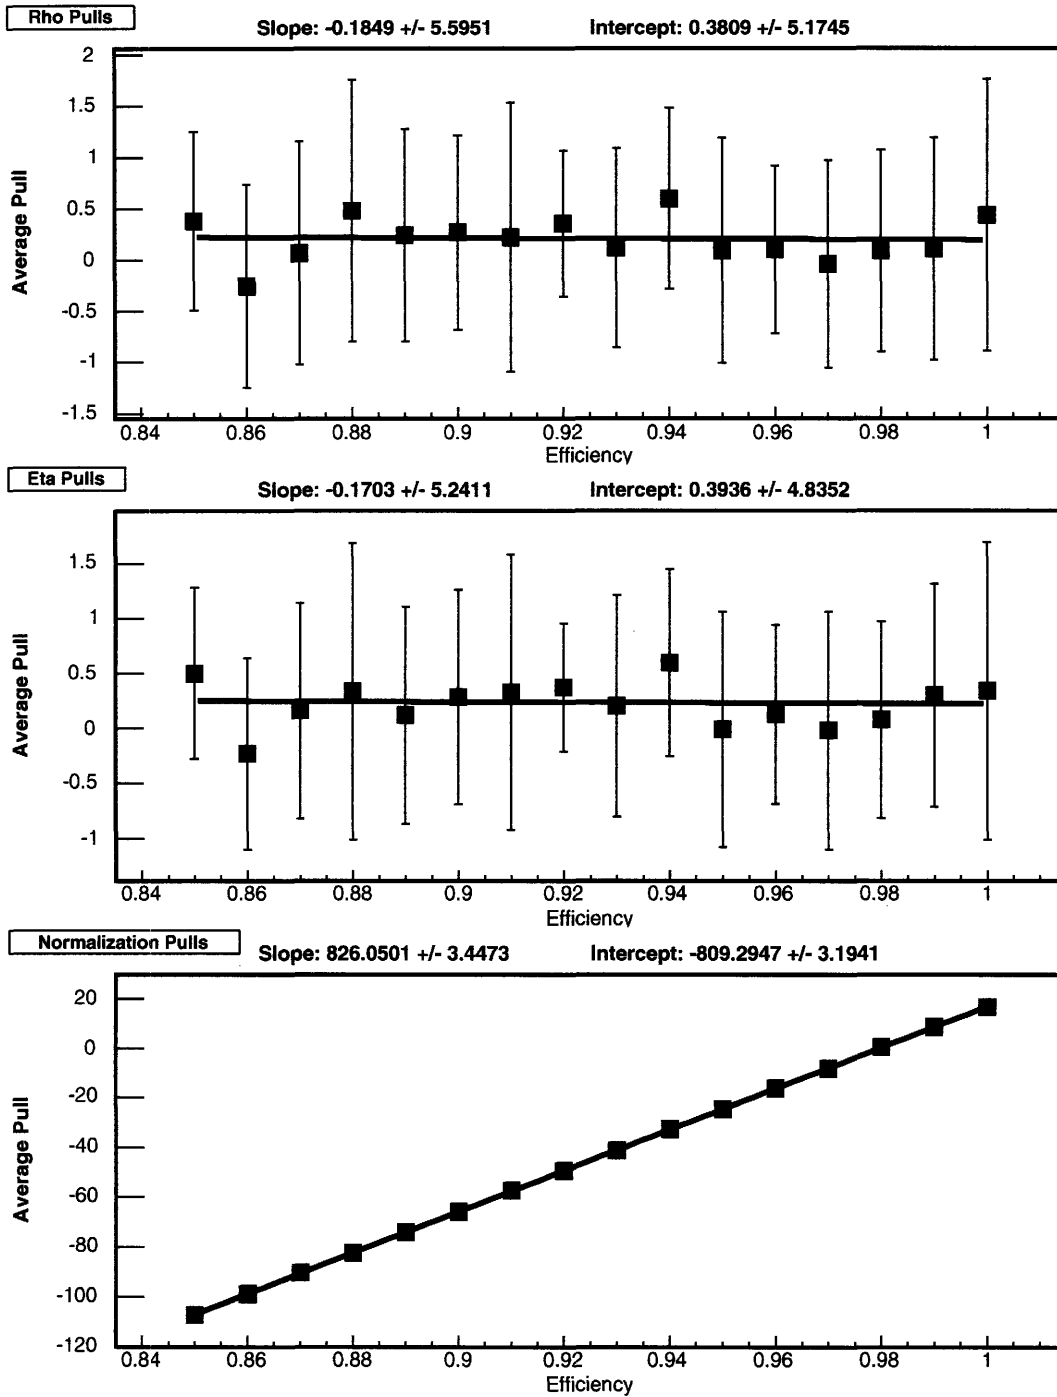 Rho Pulls
Slope: -0.1849 +/- 5.5951 Intercept: 0.3809 +/- 5.1745
Average Pull
2
1.5
1
0.5
0
-0.5
-1
-1.5
0.84 0.86 0.88 0.9 0.92 0.94 0.96 0.98 1
Efficiency
Eta Pulls
Slope: -0.1703 +/- 5.2411 Intercept: 0.3936 +/- 4.8352
Average Pull
1.5
1
0.5
0
-0.5
-1
0.84 0.86 0.88 0.9 0.92 0.94 0.96 0.98 1
Efficiency
Normalization Pulls
Slope: 826.0501 +/- 3.4473 Intercept: -809.2947 +/- 3.1941
Average Pull
20
0
-20
-40
-60
-80
-100
-120
0.84 0.86 0.88 0.9 0.92 0.94 0.96 0.98 1
Efficiency